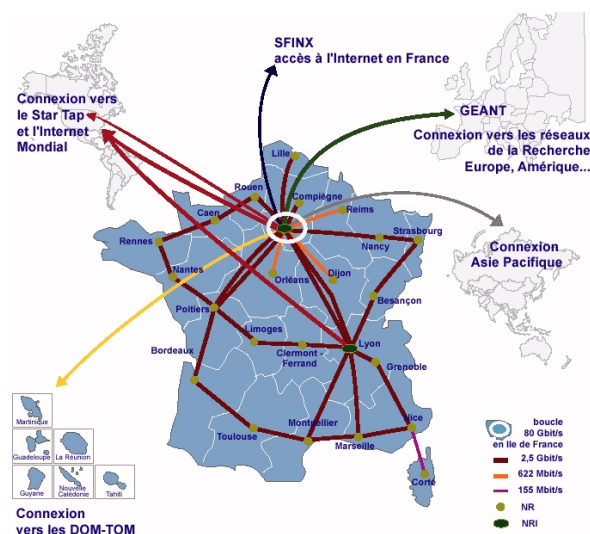 SFINX
accès à l'Internet en France
Connexion vers
le Star Tap
et l'Internet
Mondial
GEANT
Connexion vers les réseaux
de la Recherche
Europe, Amérique...
Connexion
Asie Pacifique
Lille
Rouen
Compiègne
Reims
Caen
Strasbourg
Rennes
Nancy
Nantes
Orléans
Dijon
Besançon
Poitiers
Limoges
Lyon
Bordeaux
Clermont -
Ferrand
Grenoble
Montpellier
Nice
Toulouse
Marseille
Corté
Martinique
Guadeloupe
La Réunion
Guyane
Nouvelle
Calédonie
Tahiti
Connexion
vers les DOM-TOM
boucle
80 Gbit/s
en Ile de France
2,5 Gbit/s
622 Mbit/s
155 Mbit/s
NR
NRI